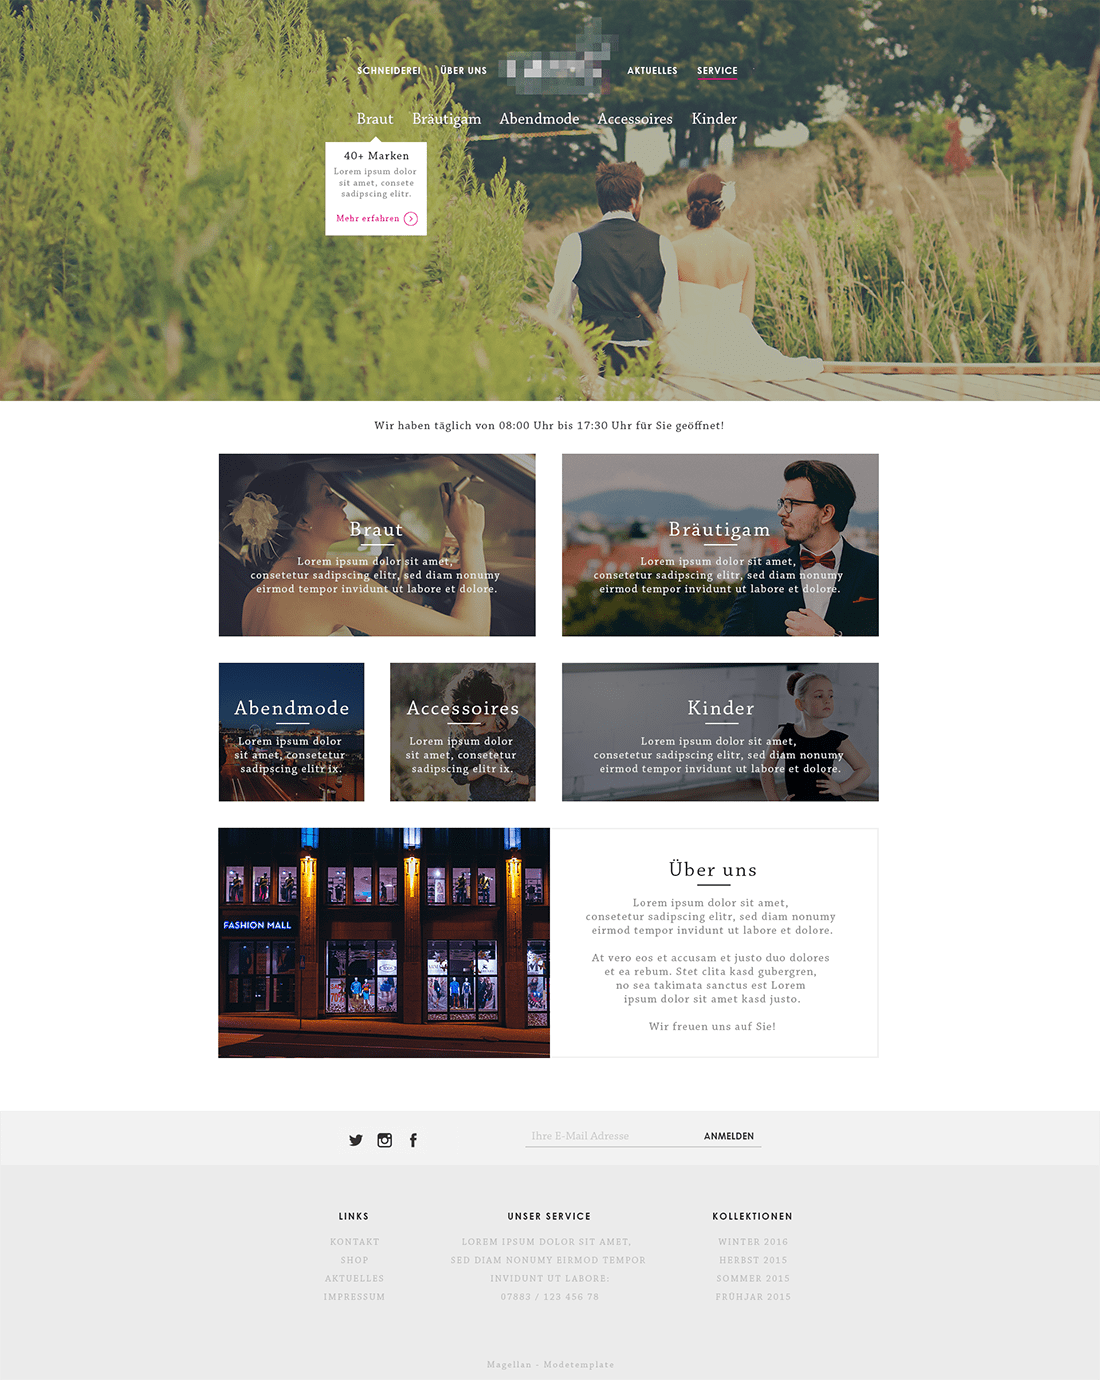 SCHNEIDEREI ÜBER UNS AKTUELLES SERVICE
Braut Bräutigam Abendmode Accessoires Kinder
40+ Marken
Lorem ipsum dolor
sit amet, consete
sadipscing elitr.
Mehr erfahren
Wir haben täglich von 08:00 Uhr bis 17:30 Uhr für Sie geöffnet!
Braut
Lorem ipsum dolor sit amet,
consetetur sadipscing elitr, sed diam nonumy
eirmod tempor invidunt ut labore et dolore.
Bräutigam
Lorem ipsum dolor sit amet,
consetetur sadipscing elitr, sed diam nonumy
eirmod tempor invidunt ut labore et dolore.
Abendmode
Lorem ipsum dolor
sit amet, consetetur
sadipscing elitr ix.
Accessoires
Lorem ipsum dolor
sit amet, consetetur
sadipscing elitr ix.
Kinder
Lorem ipsum dolor sit amet,
consetetur sadipscing elitr, sed diam nonumy
eirmod tempor invidunt ut labore et dolore.
FASHION MALL
Über uns
Lorem ipsum dolor sit amet,
consetetur sadipscing elitr, sed diam nonumy
eirmod tempor invidunt ut labore et dolore.
At vero eos et accusam et justo duo dolores
et ea rebum. Stet clita kasd gubergren,
no sea takimata sanctus est Lorem
ipsum dolor sit amet kasd justo.
Wir freuen uns auf Sie!
Ihre E-Mail Adresse ANMELDEN
LINKS
KONTAKT
SHOP
AKTUELLES
IMPRESSUM
UNSER SERVICE
LOREM IPSUM DOLOR SIT AMET,
SED DIAM NONUMY EIRMOD TEMPOR
INVIDUNT UT LABORE:
07883 / 123 456 78
KOLLEKTIONEN
WINTER 2016
HERBST 2015
SOMMER 2015
FRÜHJAR 2015
Magellan - Modetemplate